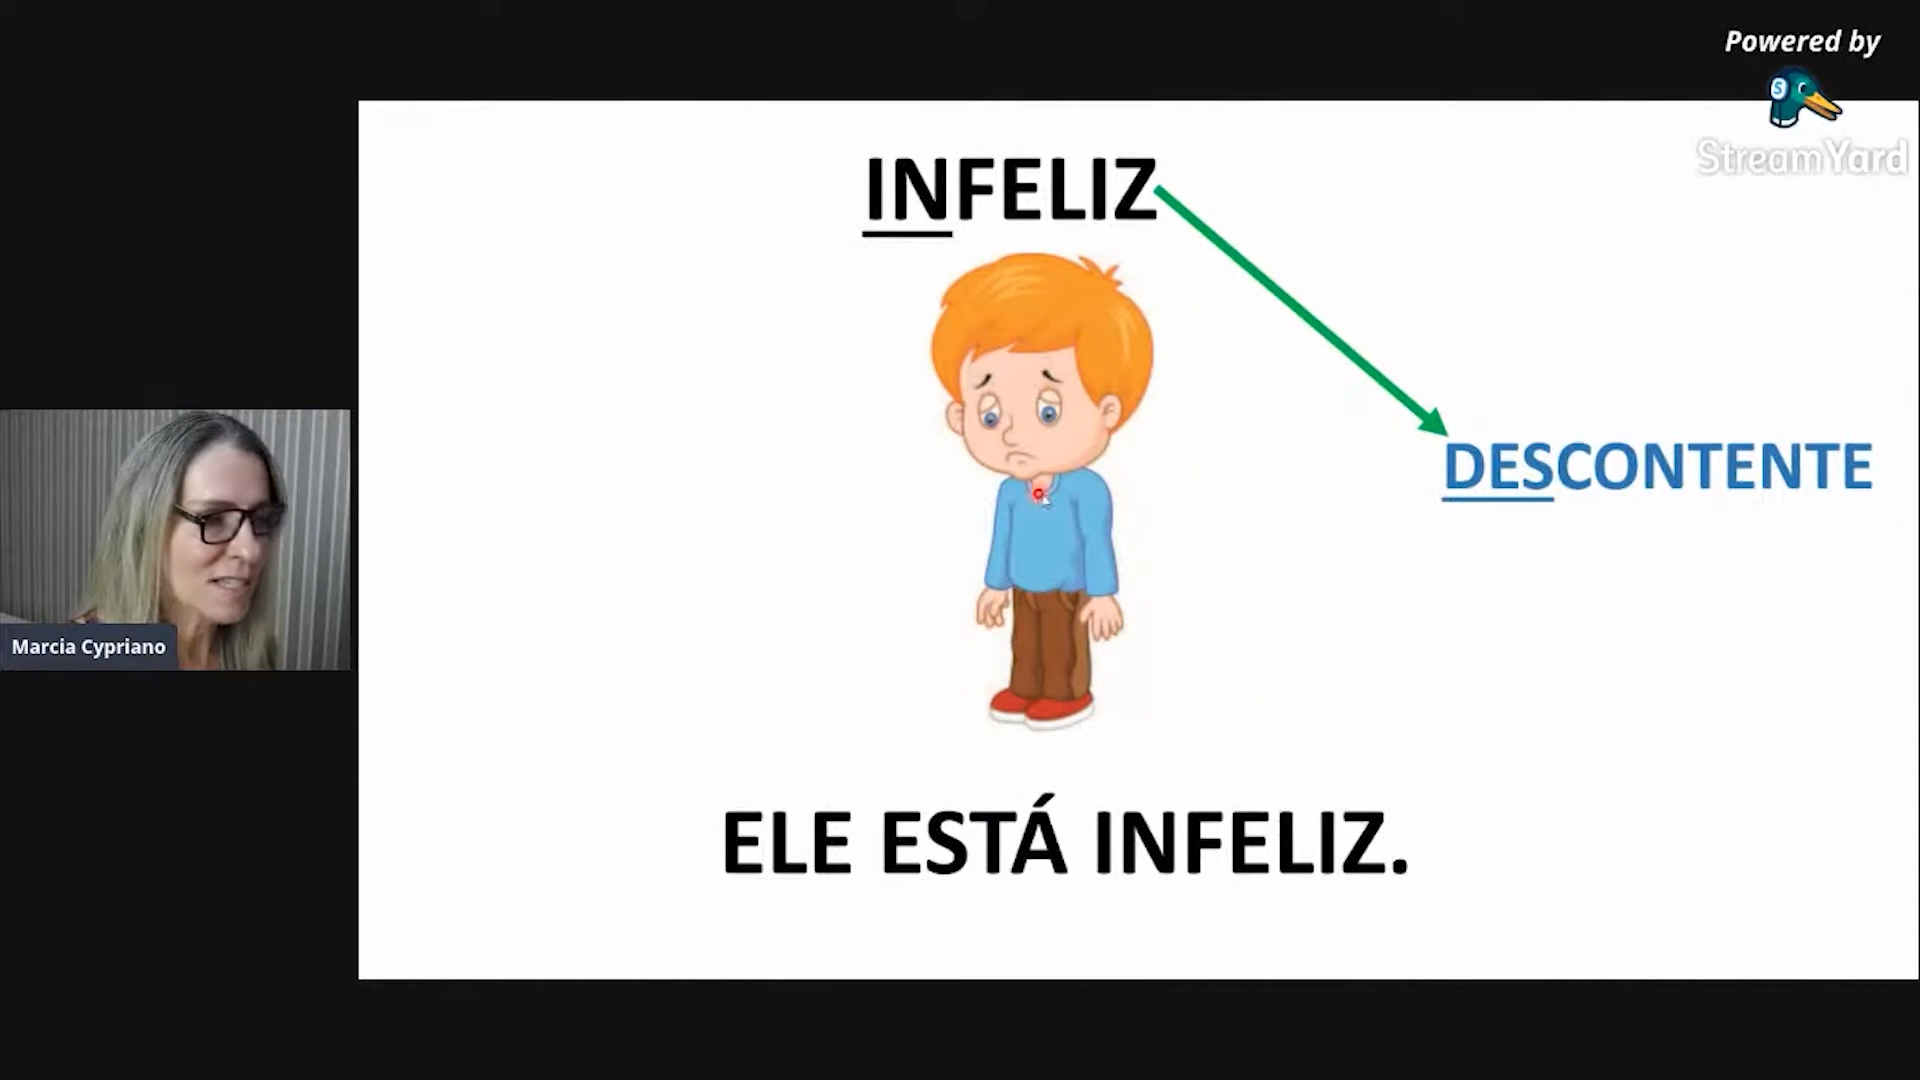 Powered by
StreamYard
INFELIZ
DESCONTENTE
Marcia Cypriano
ELE ESTÁ INFELIZ.